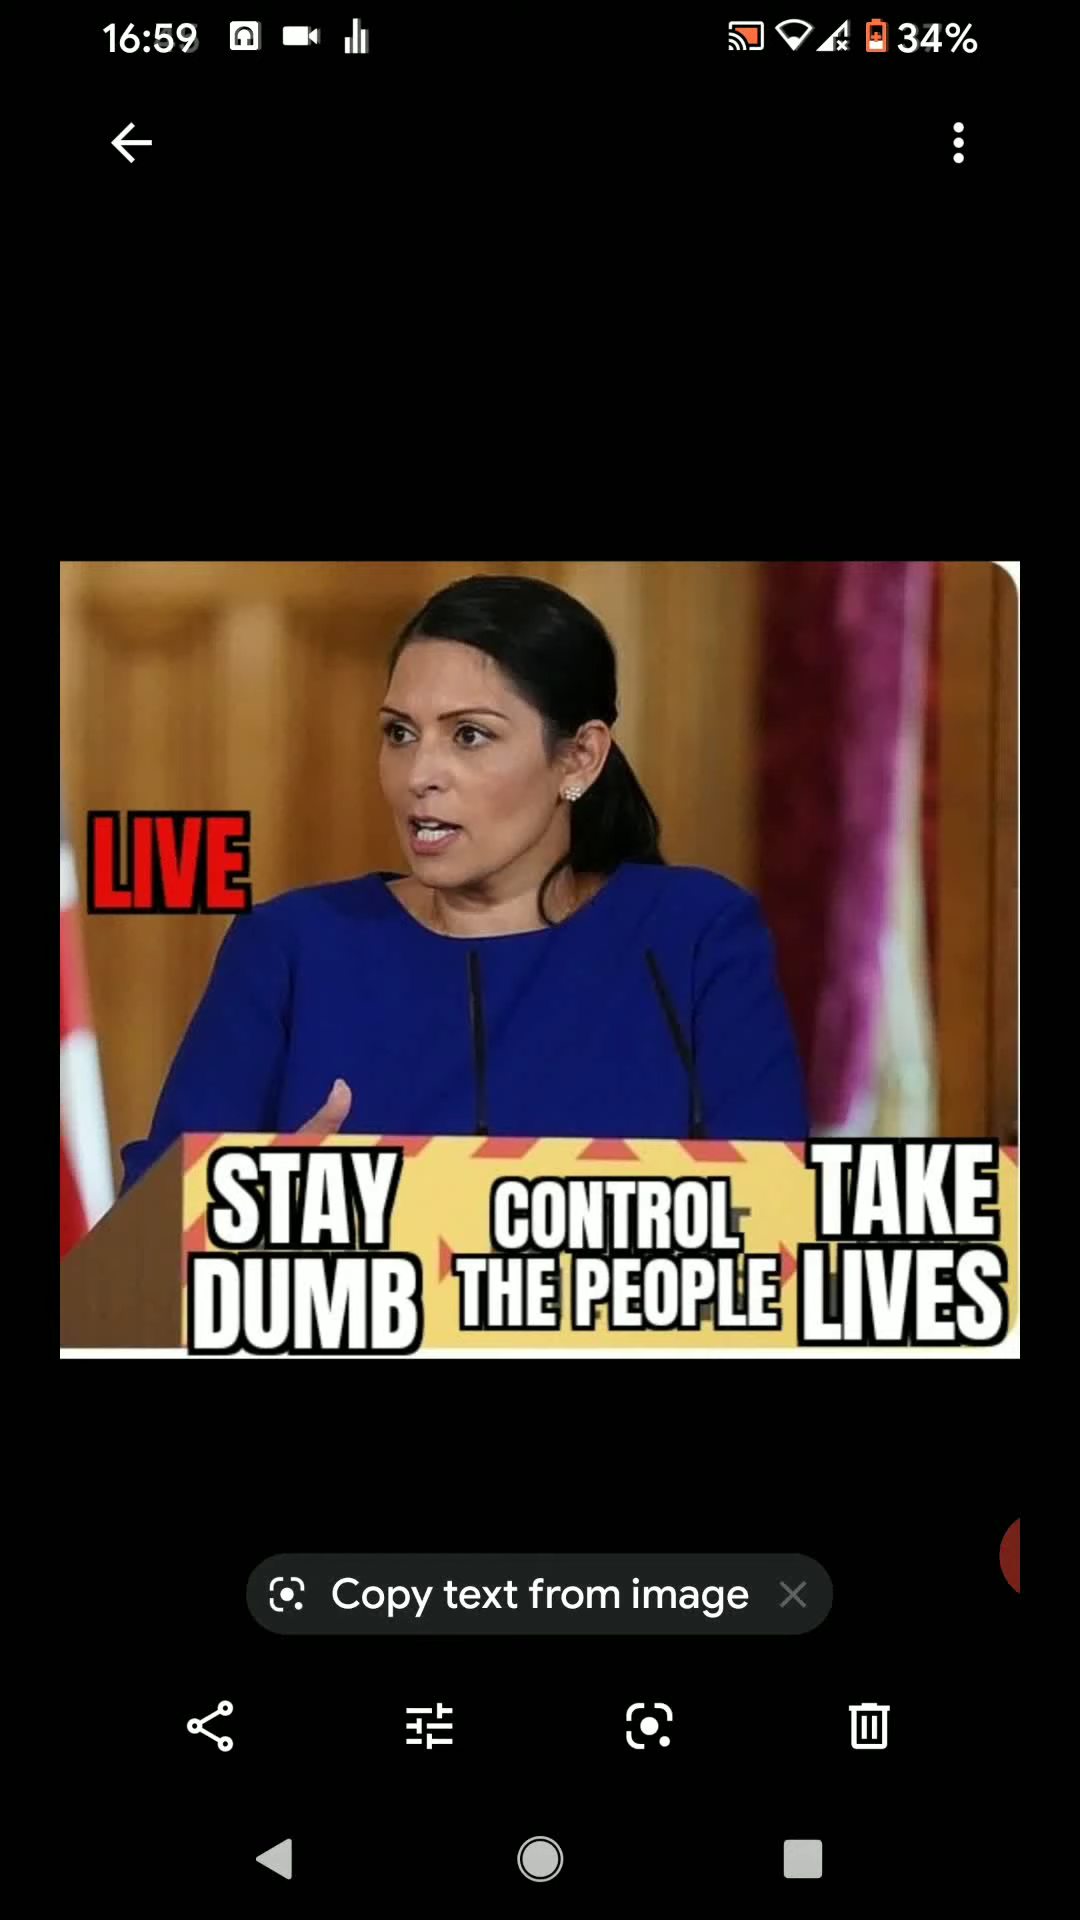 16:59
34%
LIVE
STAY
DUMB
CONTROL
THE PEOPLE
TAKE
LIVES
Copy text from image